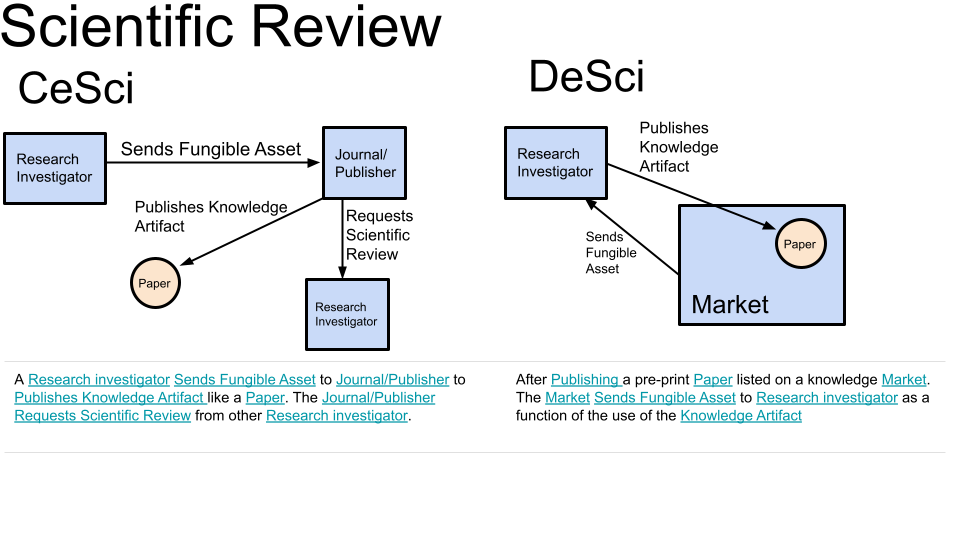 Scientific Review
CeSci
DeSci
Research
Investigator
Sends Fungible Asset
Journal/
Publisher
Publishes Knowledge
Artifact
Requests
Scientific
Review
Paper
Research
Investigator
Research
Investigator
Publishes
Knowledge
Artifact
Sends
Fungible
Asset
Paper
Market
A Research investigator Sends Fungible Asset to Journal/Publisher to
Publishes Knowledge Artifact like a Paper. The Journal/Publisher
Requests Scientific Review from other Research investigator.
After Publishing a pre-print Paper listed on a knowledge Market.
The Market Sends Fungible Asset to Research investigator as a
function of the use of the Knowledge Artifact